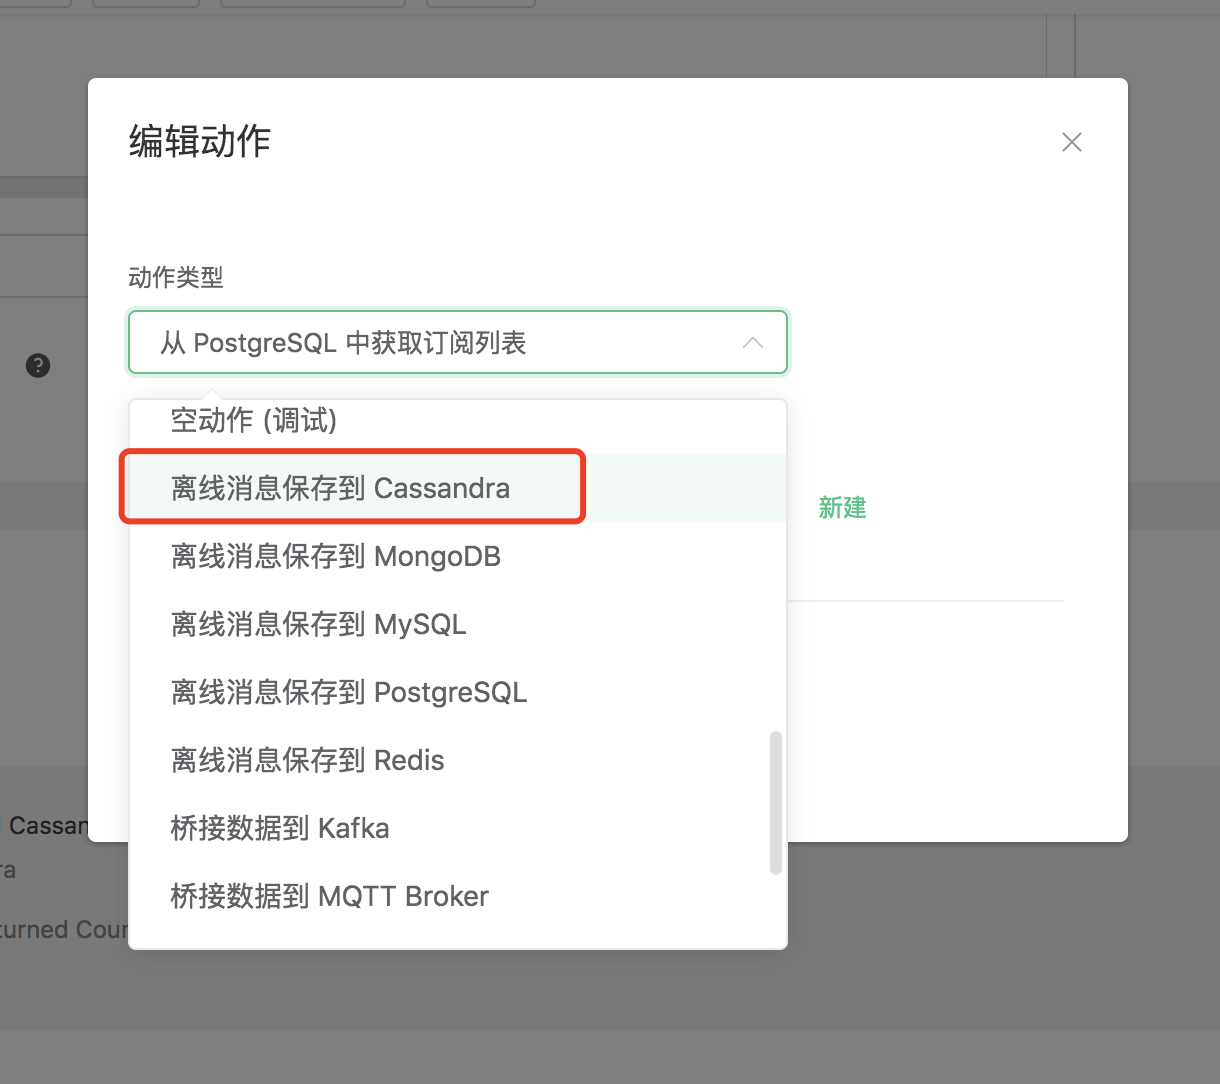 编辑动作
动作类型
从 PostgreSQL 中获取订阅列表
?
空动作 (调试)
离线消息保存到 Cassandra
新建
离线消息保存到 MongoDB
离线消息保存到 MySQL
离线消息保存到 PostgreSQL
离线消息保存到 Redis
桥接数据到 Kafka
Cassan
ra
桥接数据到 MQTT Broker
turned Cour